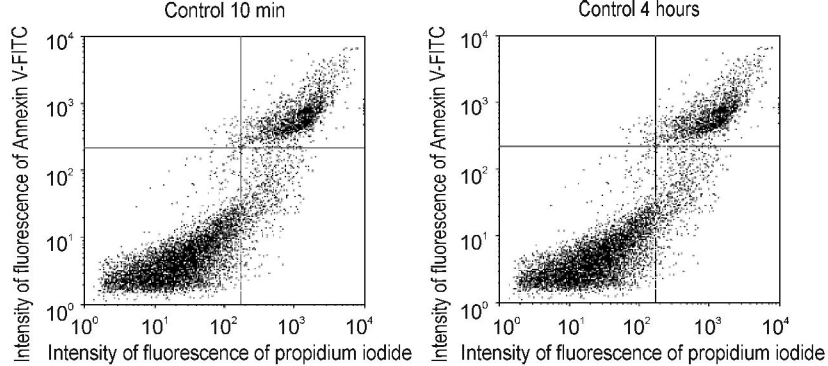 Control 10 min
Control 4 hours
Intensity of fluorescence of Annexin V-FITC
10^4
10^3
10^2
10^1
10^0
10^0 10^1 10^2 10^3 10^4
Intensity of fluorescence of propidium iodide
Intensity of fluorescence of Annexin V-FITC
10^4
10^3
10^2
10^1
10^0
10^0 10^1 10^2 10^3 10^4
Intensity of fluorescence of propidium iodide